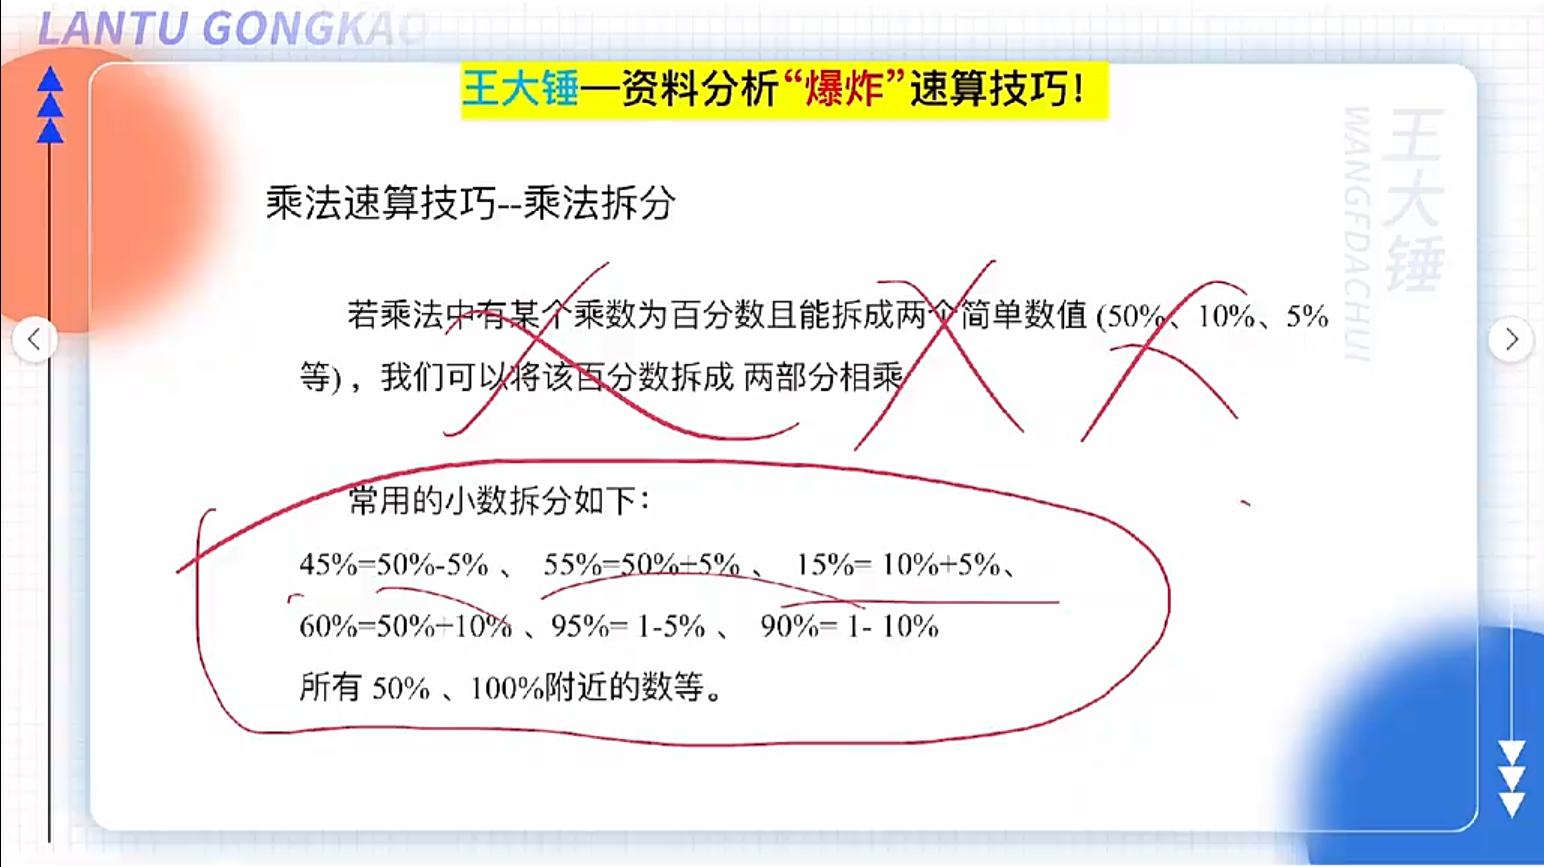 LANTU GONGKAO
王大锤—资料分析“爆炸”速算技巧！
王大锤
WANGFDACHUI
乘法速算技巧--乘法拆分
若乘法中有某个乘数为百分数且能拆成两个简单数值 (50%、10%、5%
等) ，我们可以将该百分数拆成 两部分相乘
常用的小数拆分如下：
45%=50%-5% 、 55%=50%+5% 、 15%= 10%+5%、
60%=50%+10% 、95%= 1-5% 、 90%= 1- 10%
所有 50% 、100%附近的数等。